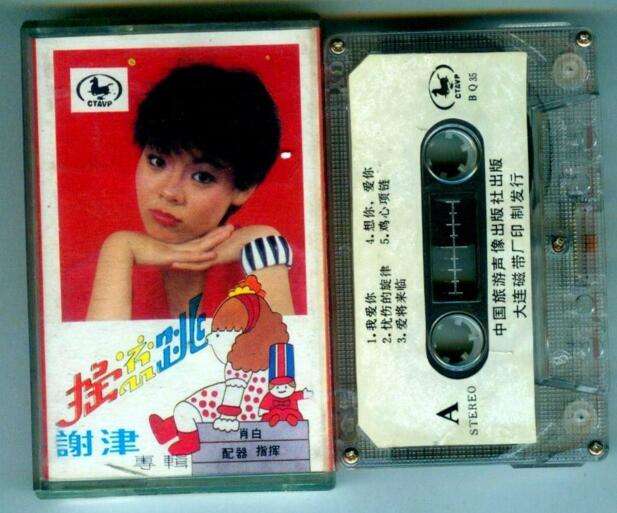 CTAVP
摇滚跳
謝津
專輯
肖白
配器 指挥
CTAVP
BQ35
1.我爱你
2.忧伤的旋律
3.爱将来临
4.想你，爱你
5.鸡心项链
中国旅游声像出版社出版
大连磁带厂印制发行
A
STEREO